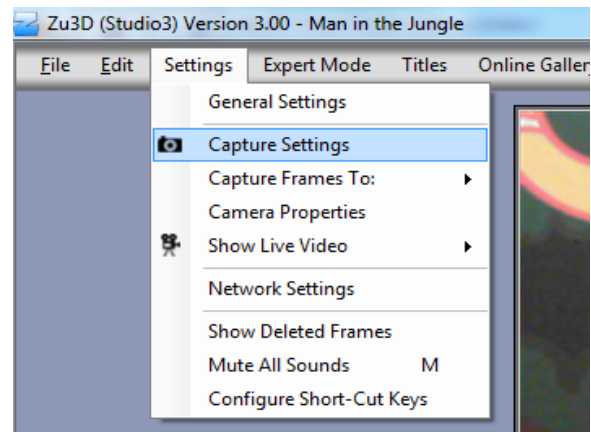 Zu3D (Studio3) Version 3.00 - Man in the Jungle
File Edit Settings Expert Mode Titles Online Galler
General Settings
Capture Settings
Capture Frames To:
Camera Properties
Show Live Video
Network Settings
Show Deleted Frames
Mute All Sounds M
Configure Short-Cut Keys